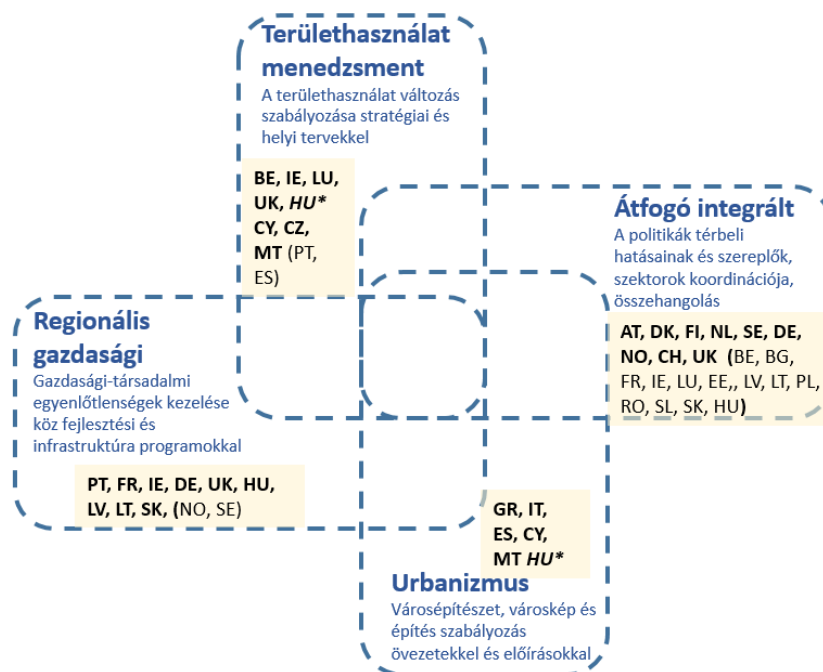 Területhasználat
menedzsment
A területhasználat változás
szabályozása stratégiai és
helyi tervekkel
BE, IE, LU,
UK, HU*
CY, CZ,
MT (PT,
ES)
Átfogó integrált
A politikák térbeli
hatásainak és szereplők,
szektorok koordinációja,
összehangolás
AT, DK, FI, NL, SE, DE,
NO, CH, UK (BE, BG,
FR, IE, LU, EE,, LV, LT, PL,
RO, SL, SK, HU)
Regionális
gazdasági
Gazdasági-társadalmi
egyenlőtlenségek kezelése
köz fejlesztési és
infrastruktúra programokkal
PT, FR, IE, DE, UK, HU,
LV, LT, SK, (NO, SE)
GR, IT,
ES, CY,
MT HU*
Urbanizmus
Városépítészet, városkép és
építés szabályozás
övezetekkel és előírásokkal